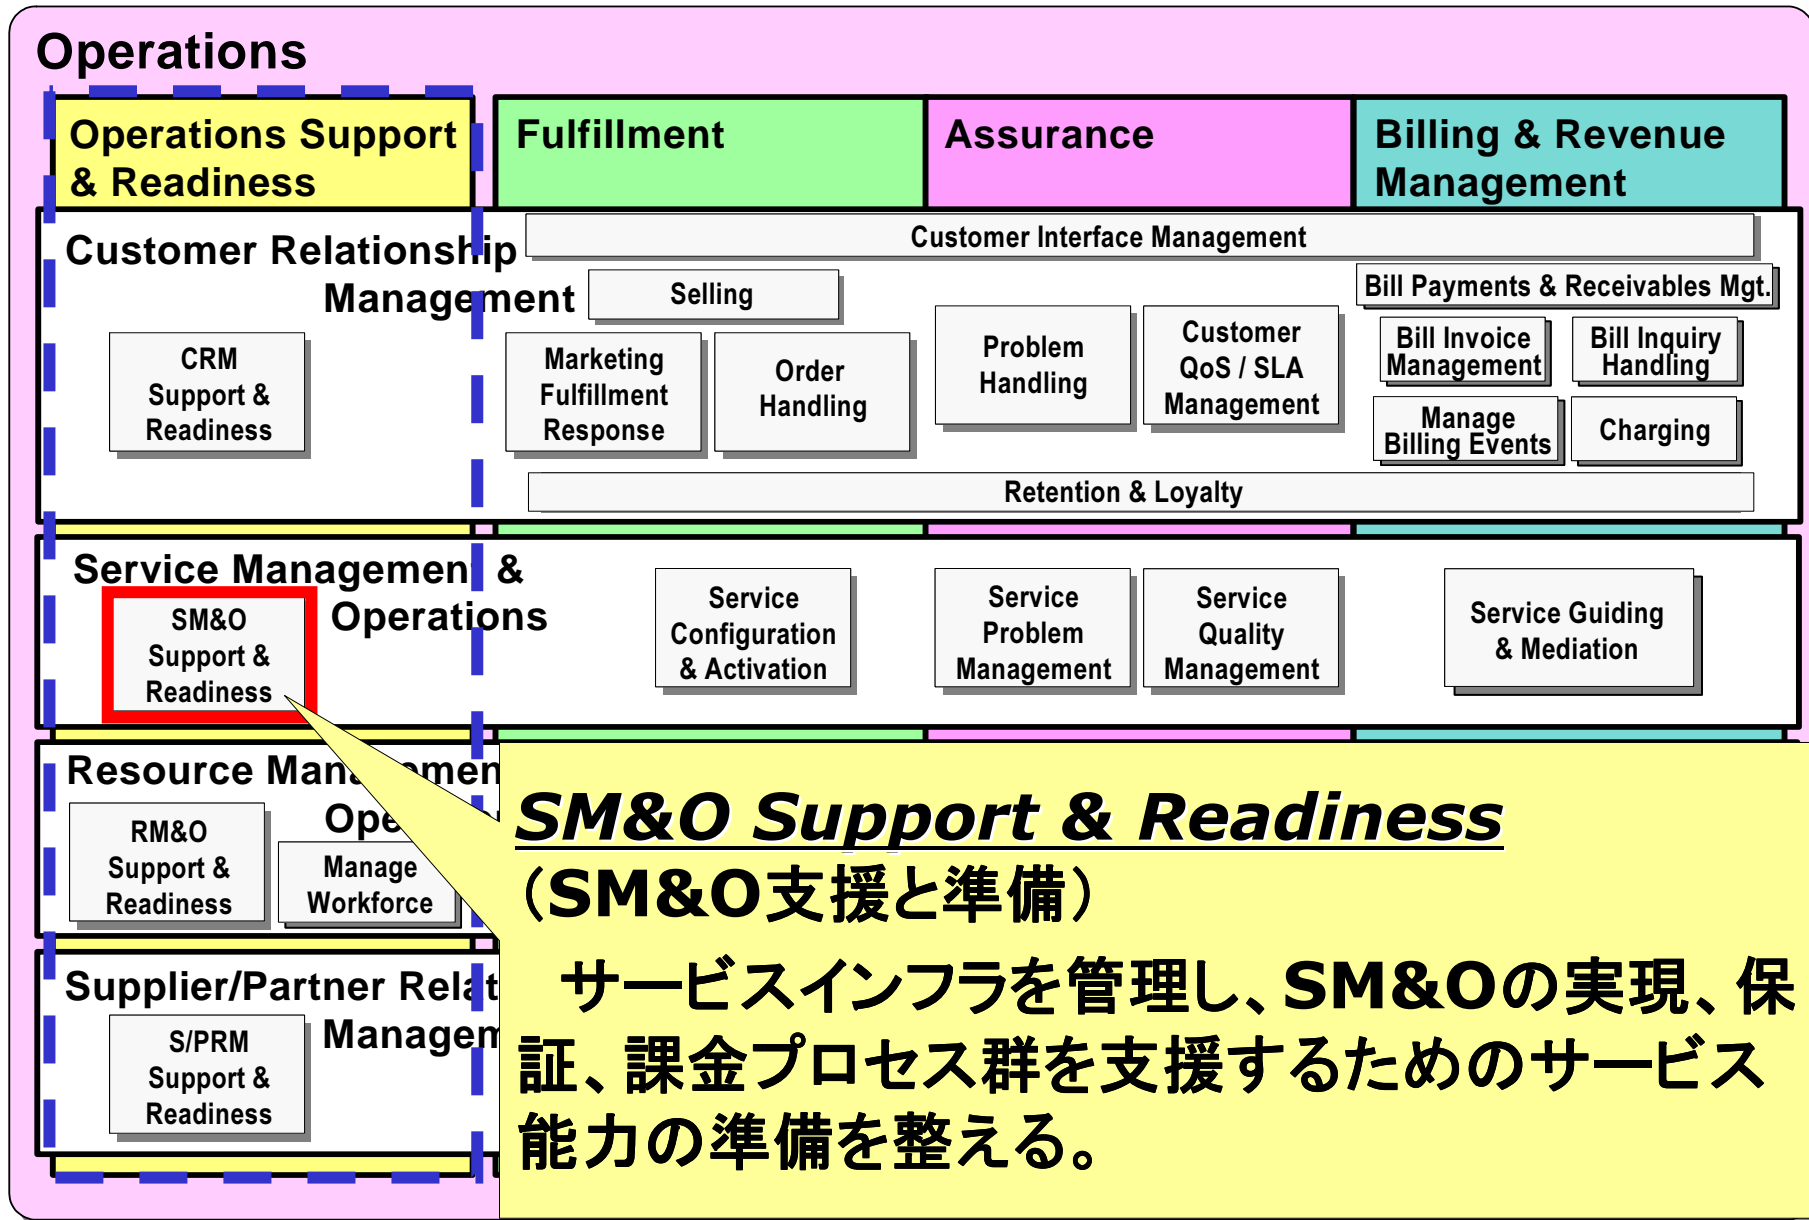 Operations
Operations Support
& Readiness
Fulfillment
Assurance
Billing & Revenue
Management
Customer Relationship
Management
Customer Interface Management
Selling
Bill Payments & Receivables Mgt.
CRM
Support &
Readiness
Marketing
Fulfillment
Response
Order
Handling
Problem
Handling
Customer
QoS / SLA
Management
Bill Invoice
Management
Bill Inquiry
Handling
Manage
Billing Events
Charging
Retention & Loyalty
Service Management &
Operations
SM&O
Support &
Readiness
Service
Configuration
& Activation
Service
Problem
Management
Service
Quality
Management
Service Guiding
& Mediation
Resource Managemen
Ope
RM&O
Support &
Readiness
Manage
Workforce
Supplier/Partner Relat
Managem
S/PRM
Support &
Readiness
SM&O Support & Readiness
（SM&O支援と準備）
サービスインフラを管理し、SM&Oの実現、保
証、課金プロセス群を支援するためのサービス
能力の準備を整える。